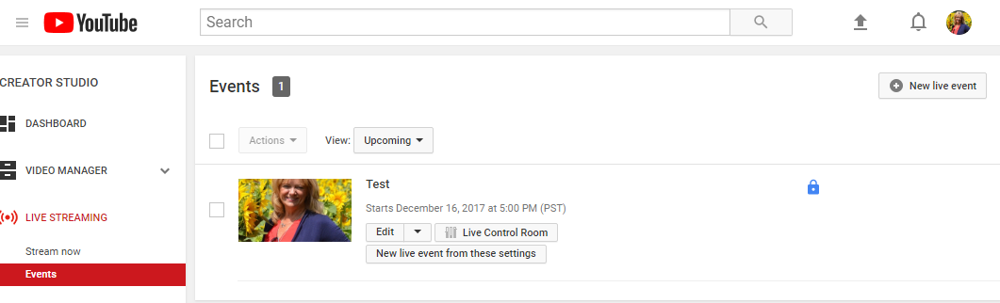 YouTube
Search
CREATOR STUDIO
DASHBOARD
VIDEO MANAGER
LIVE STREAMING
Stream now
Events
Events 1
New live event
Actions View: Upcoming
Test
Starts December 16, 2017 at 5:00 PM (PST)
Edit Live Control Room
New live event from these settings